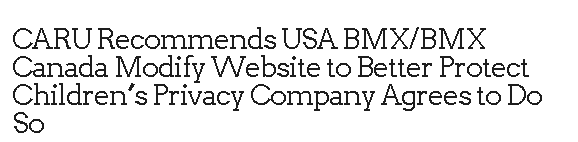 CARU Recommends USA BMX/BMX
Canada Modify Website to Better Protect
Children’s Privacy Company Agrees to Do
So